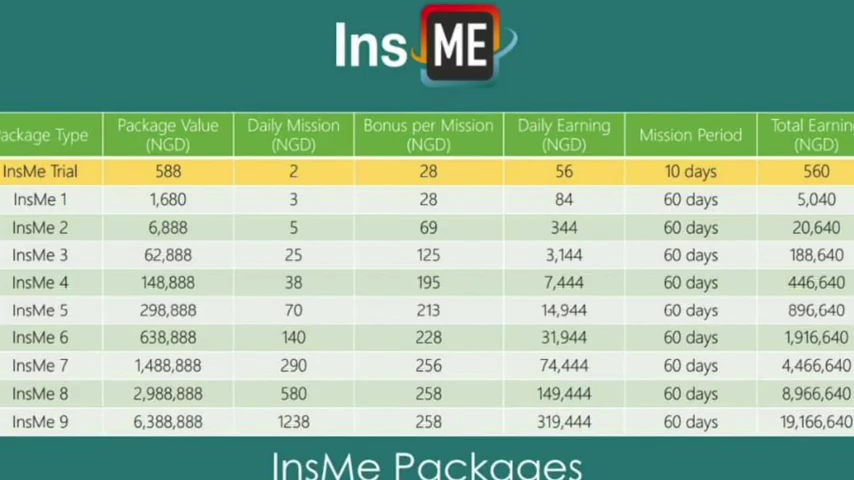 Ins ME
Package Type Package Value (NGD) Daily Mission (NGD) Bonus per Mission (NGD) Daily Earning (NGD) Mission Period Total Earnin (NGD)
InsMe Trial 588 2 28 56 10 days 560
InsMe 1 1,680 3 28 84 60 days 5,040
InsMe 2 6,888 5 69 344 60 days 20,640
InsMe 3 62,888 25 125 3,144 60 days 188,640
InsMe 4 148,888 38 195 7,444 60 days 446,640
InsMe 5 298,888 70 213 14,944 60 days 896,640
InsMe 6 638,888 140 228 31,944 60 days 1,916,640
InsMe 7 1,488,888 290 256 74,444 60 days 4,466,640
InsMe 8 2,988,888 580 258 149,444 60 days 8,966,640
InsMe 9 6,388,888 1238 258 319,444 60 days 19,166,640
InsMe Packages